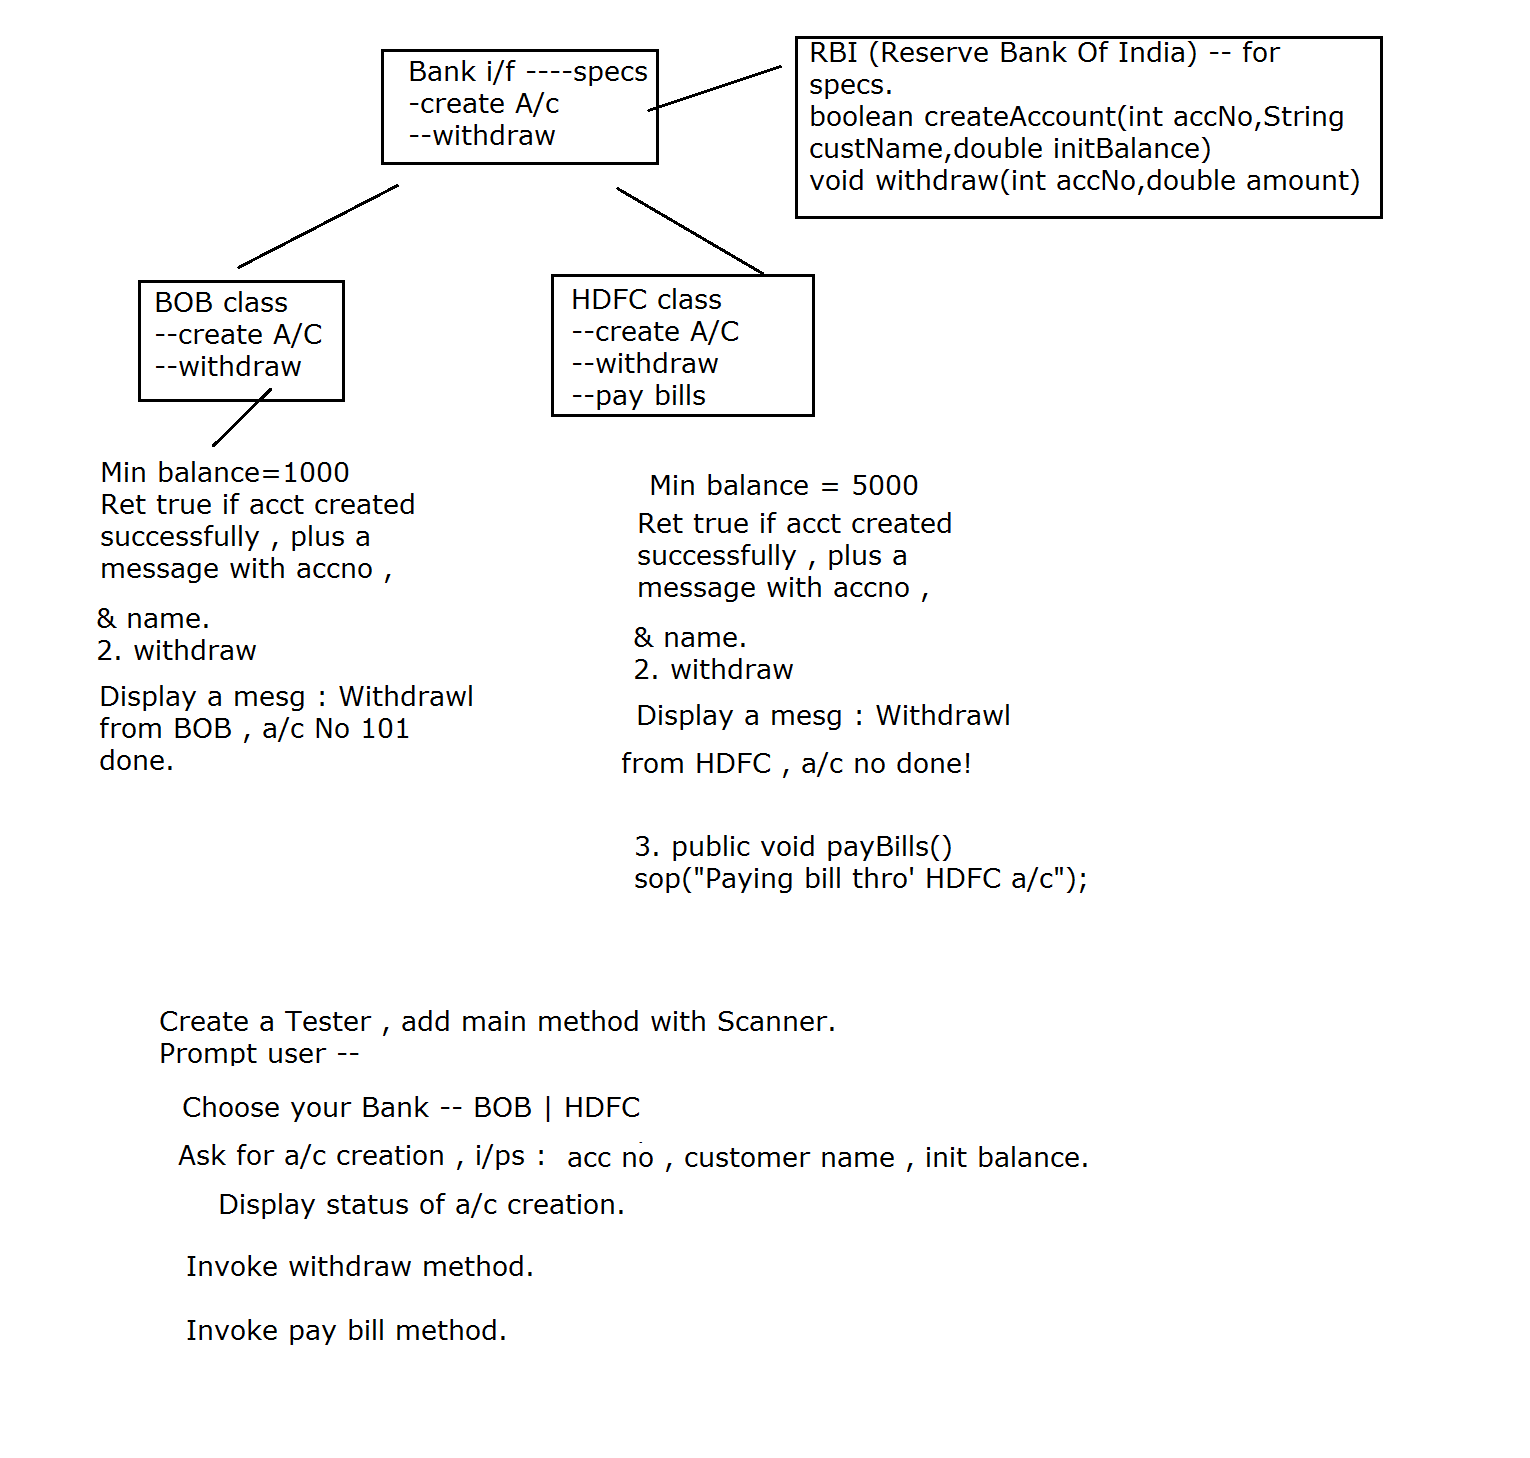 Bank i/f ----specs
-create A/c
--withdraw
RBI (Reserve Bank Of India) -- for
specs.
boolean createAccount(int accNo,String
custName,double initBalance)
void withdraw(int accNo,double amount)
BOB class
--create A/C
--withdraw
HDFC class
--create A/C
--withdraw
--pay bills
Min balance=1000
Ret true if acct created
successfully , plus a
message with accno ,
& name.
2. withdraw
Display a mesg : Withdrawl
from BOB , a/c No 101
done.
Min balance = 5000
Ret true if acct created
successfully , plus a
message with accno ,
& name.
2. withdraw
Display a mesg : Withdrawl
from HDFC , a/c no done!
3. public void payBills()
sop("Paying bill thro' HDFC a/c");
Create a Tester , add main method with Scanner.
Prompt user --
Choose your Bank -- BOB | HDFC
Ask for a/c creation , i/ps : acc no , customer name , init balance.
Display status of a/c creation.
Invoke withdraw method.
Invoke pay bill method.